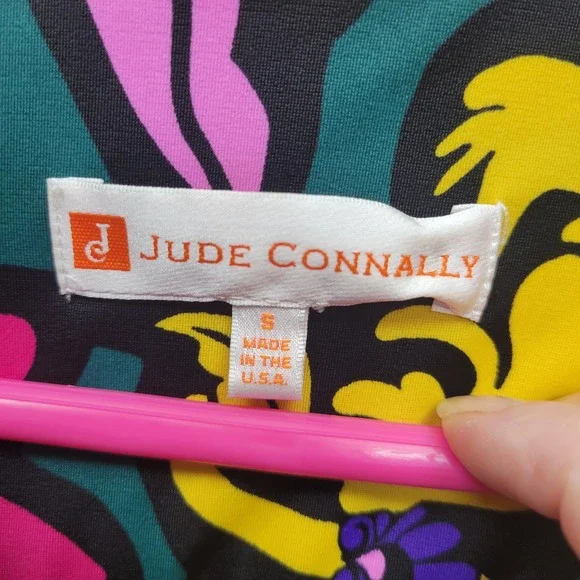 JC
JUDE CONNALLY
S
MADE
IN THE
U.S.A.